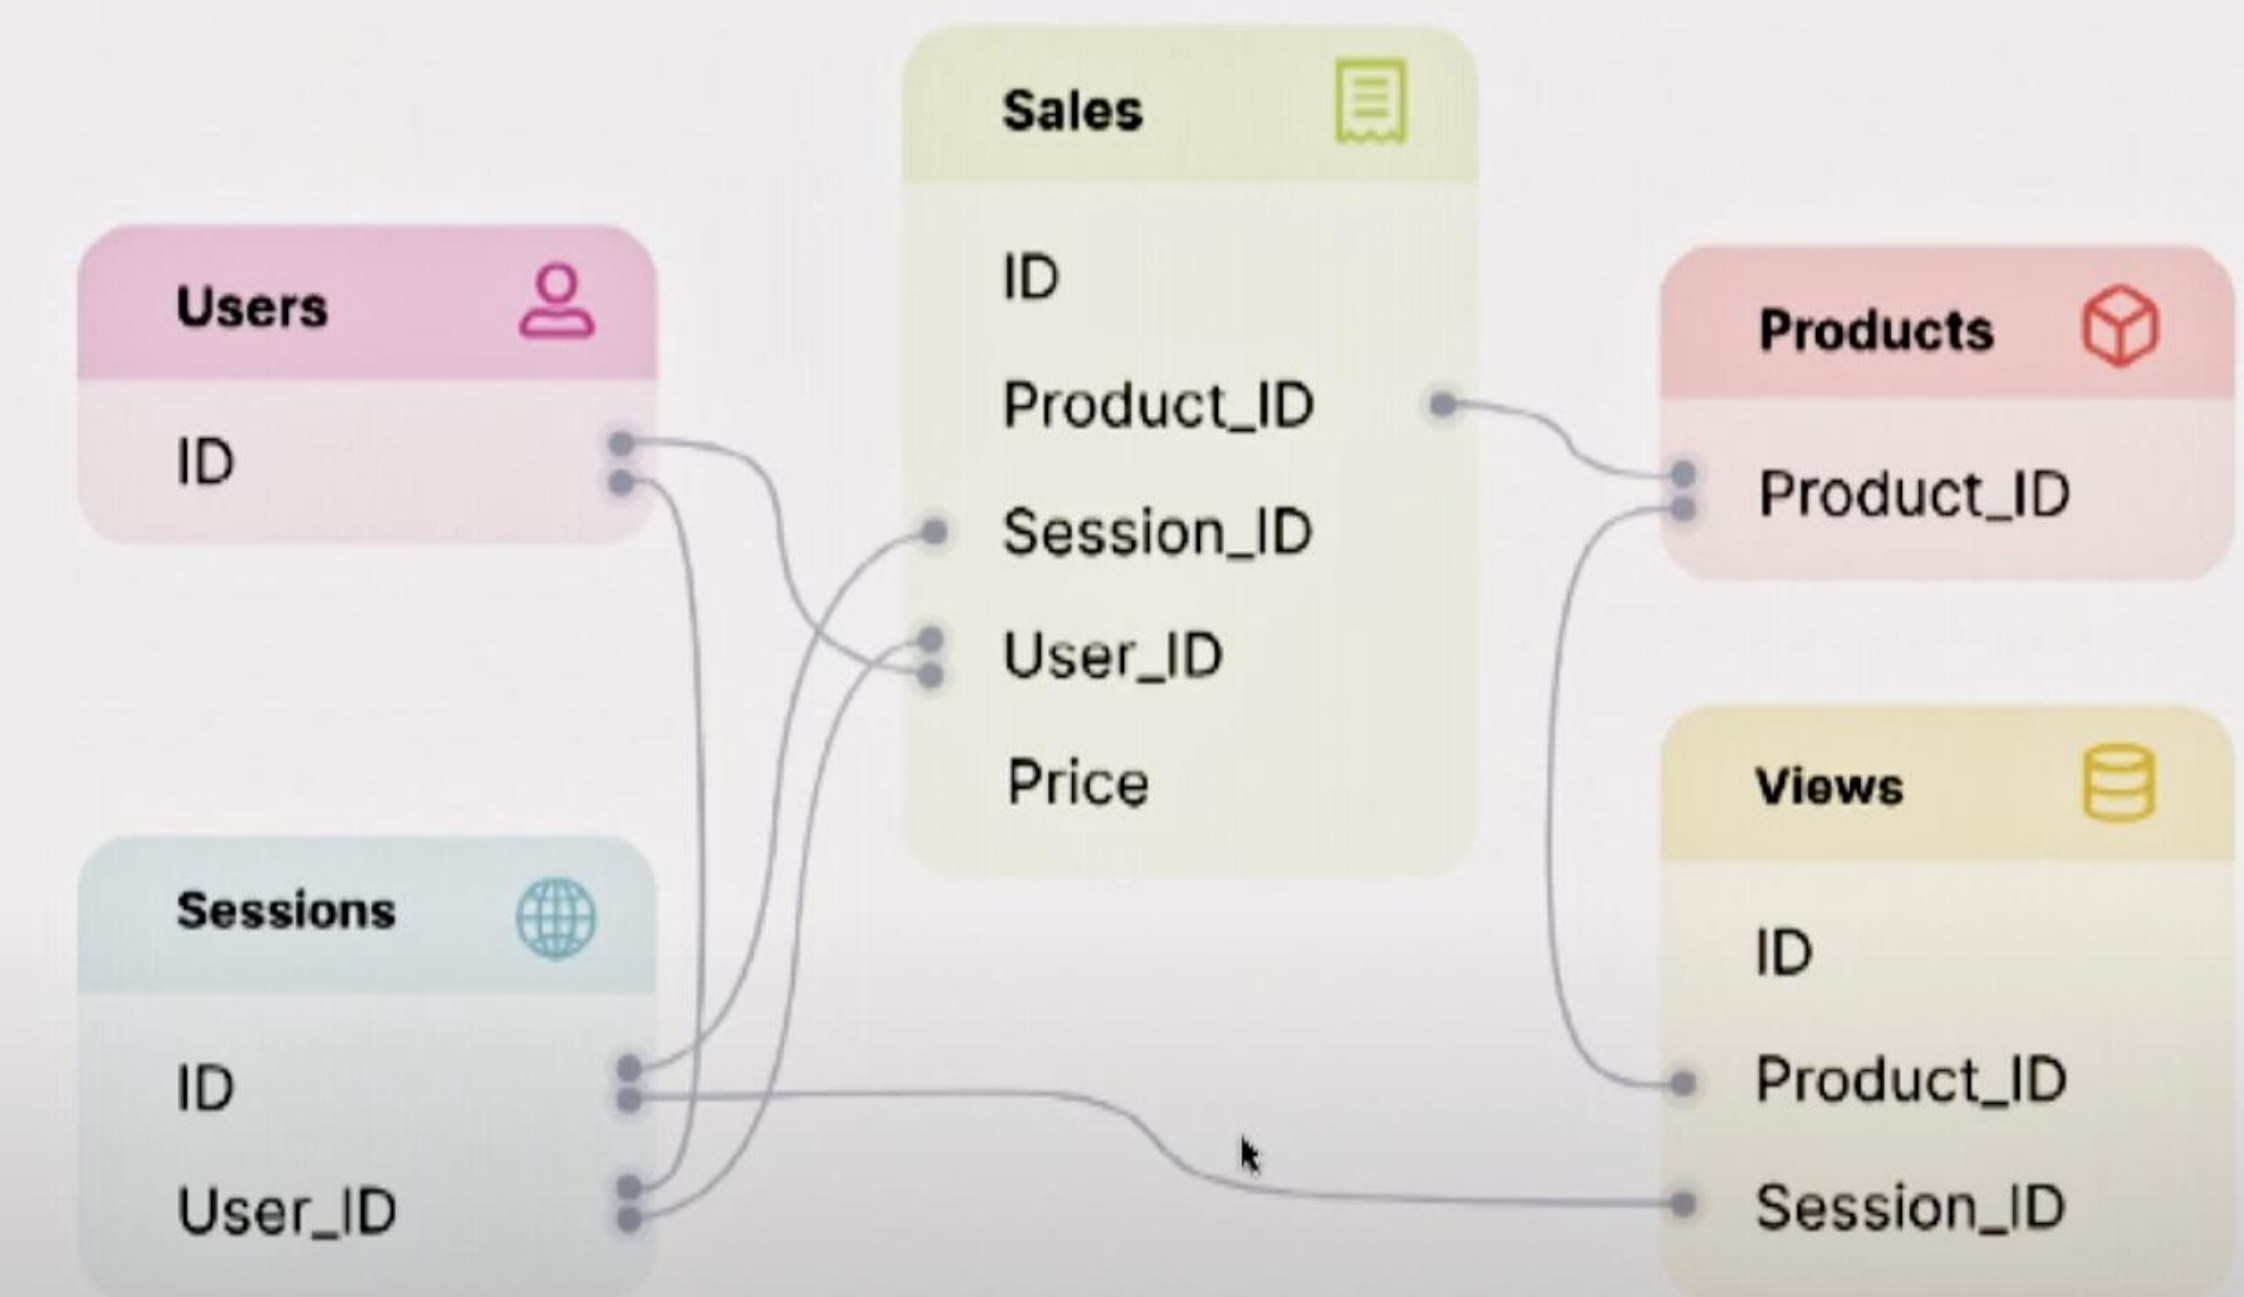 Users
ID
Sessions
ID
User_ID
Sales
ID
Product_ID
Session_ID
User_ID
Price
Products
Product_ID
Views
ID
Product_ID
Session_ID